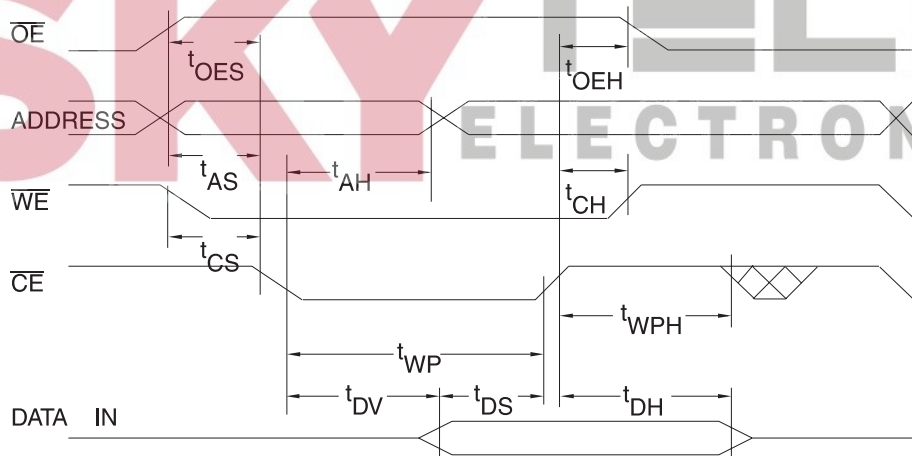 SKY TEL
ELECTRON
OE
tOES
tOEH
ADDRESS
tAS
tAH
tCH
WE
tCS
CE
tWPH
tWP
tDV
tDS
tDH
DATA IN